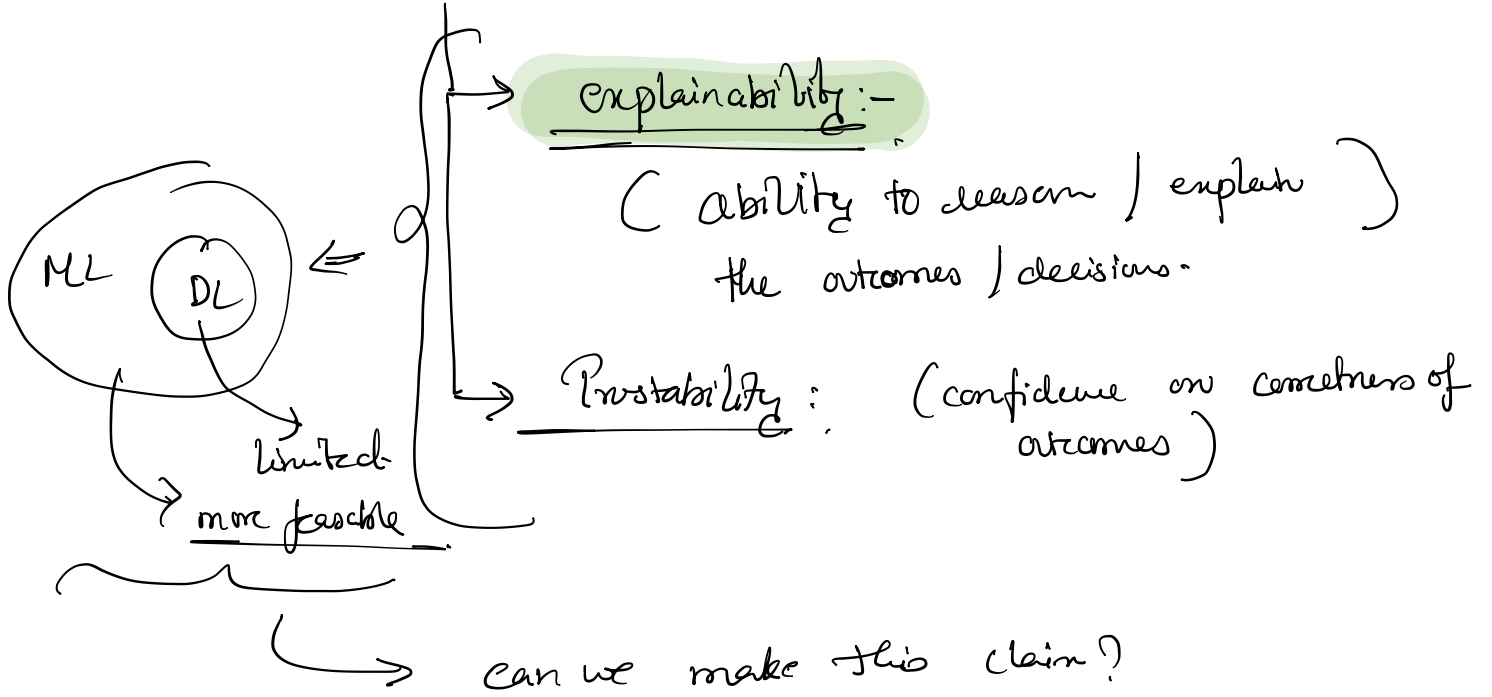 explainability :-
( ability to reason / explain )
the outcomes / decisions.
ML
DL
Trustability : (confidence on correctness of
outcomes )
limited
more feasible
can we make this claim?